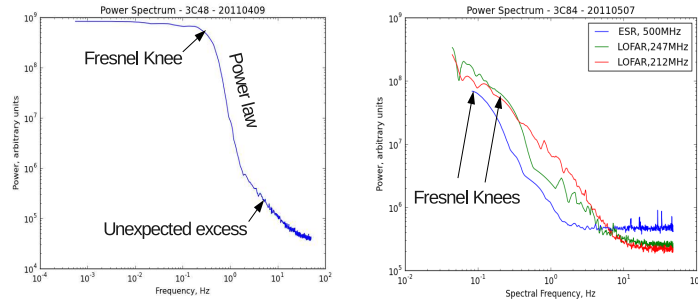 Power Spectrum - 3C48 - 20110409
10^9
10^8
10^7
10^6
10^5
10^4
Power, arbitrary units
Fresnel Knee
Power law
Unexpected excess
10^-4
10^-3
10^-2
10^-1
10^0
10^1
10^2
Frequency, Hz
Power Spectrum - 3C84 - 20110507
10^9
10^8
10^7
10^6
10^5
Power, arbitrary units
ESR, 500MHz
LOFAR,247MHz
LOFAR,212MHz
Fresnel Knees
10^-2
10^-1
10^0
10^1
10^2
Spectral Frequency, Hz